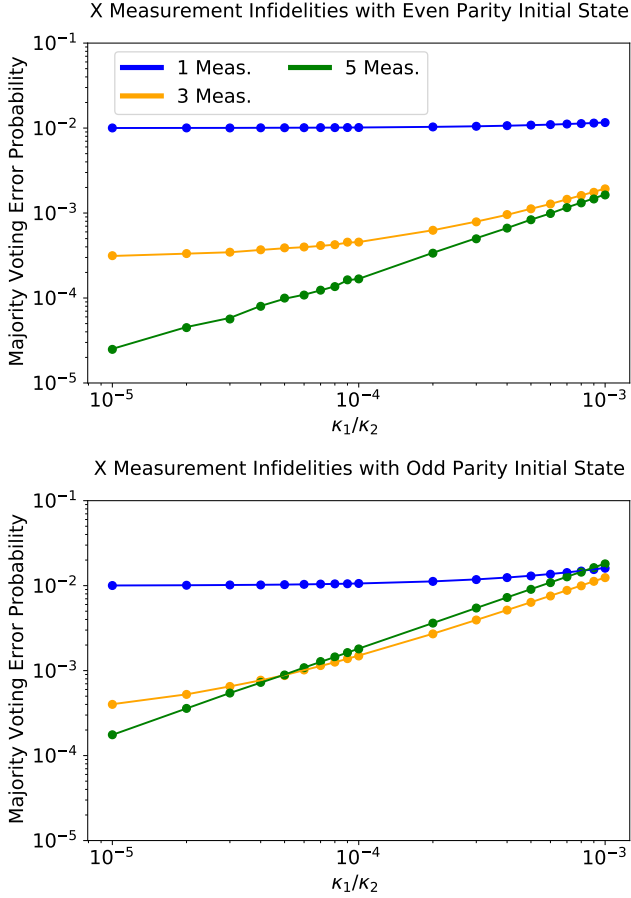 X Measurement Infidelities with Even Parity Initial State
10⁻¹
10⁻²
10⁻³
10⁻⁴
10⁻⁵
Majority Voting Error Probability
1 Meas.
3 Meas.
5 Meas.
10⁻⁵
10⁻⁴
10⁻³
κ₁/κ₂
X Measurement Infidelities with Odd Parity Initial State
10⁻¹
10⁻²
10⁻³
10⁻⁴
10⁻⁵
Majority Voting Error Probability
10⁻⁵
10⁻⁴
10⁻³
κ₁/κ₂